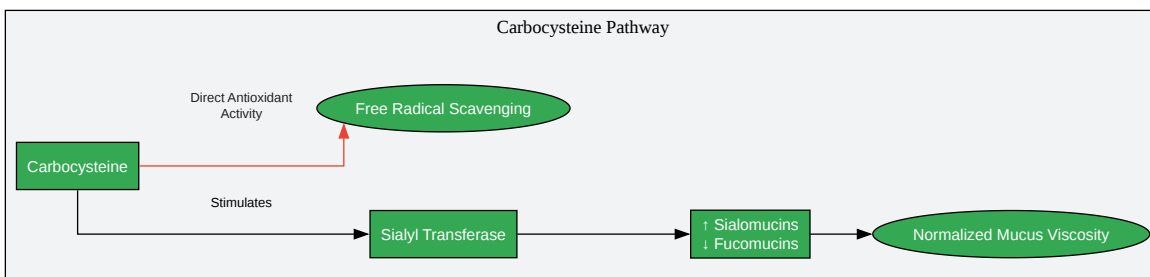 Carbocysteine Pathway
Direct Antioxidant
Activity
Free Radical Scavenging
Carbocysteine
Stimulates
Sialyl Transferase
↑ Sialomucins
↓ Fucomucins
Normalized Mucus Viscosity